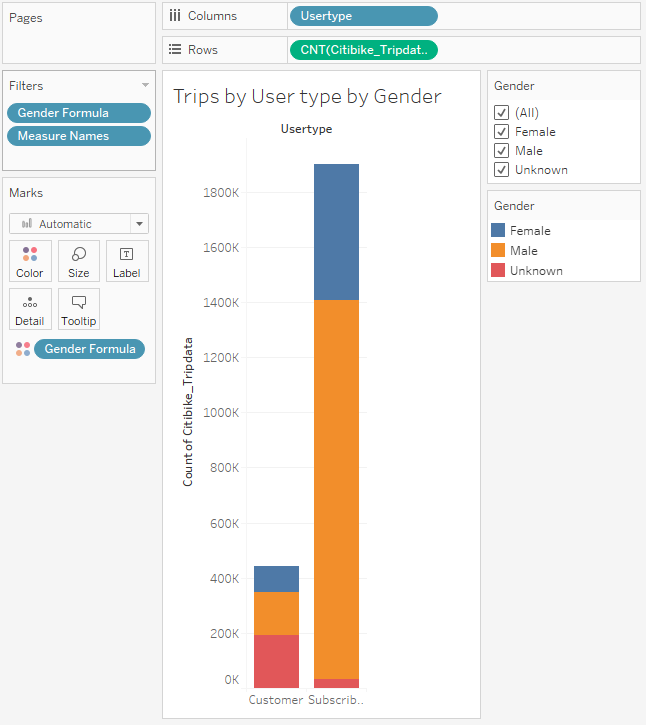 Pages
Columns
Usertype
Rows
CNT(Citibike_Tripdat..
Filters
Gender Formula
Measure Names
Marks
Automatic
Color
Size
Label
Detail
Tooltip
Gender Formula
Trips by User type by Gender
Usertype
Count of Citibike_Tripdata
1800K
1600K
1400K
1200K
1000K
800K
600K
400K
200K
0K
Customer
Subscrib..
Gender
(All)
Female
Male
Unknown
Gender
Female
Male
Unknown